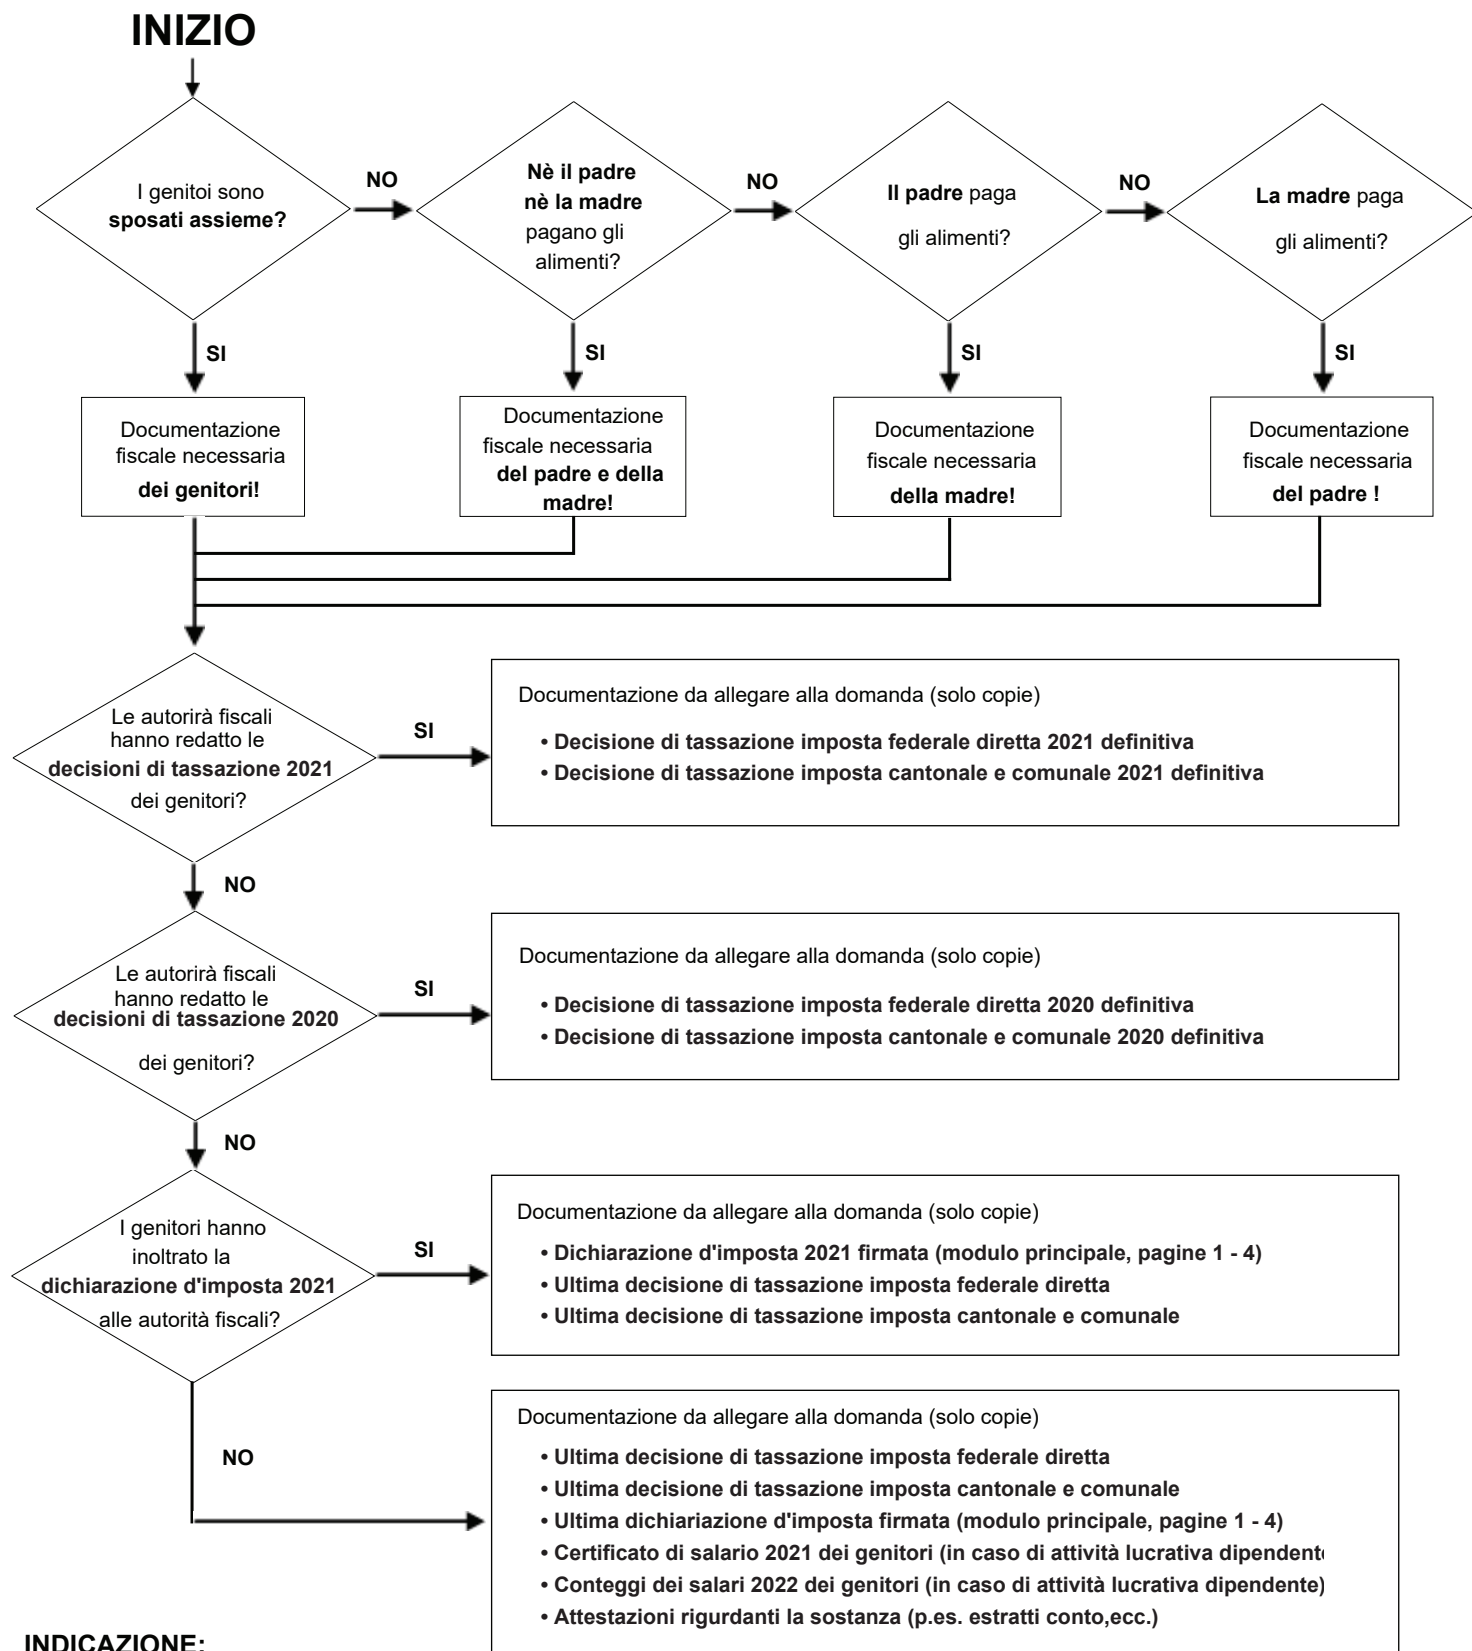 INIZIO
I genitoi sono
sposati assieme?
NO
Nè il padre
nè la madre
pagano gli
alimenti?
NO
Il padre paga
gli alimenti?
NO
La madre paga
gli alimenti?
SI
SI
SI
SI
Documentazione
fiscale necessaria
dei genitori!
Documentazione
fiscale necessaria
del padre e della
madre!
Documentazione
fiscale necessaria
della madre!
Documentazione
fiscale necessaria
del padre !
Le autorirà fiscali
hanno redatto le
decisioni di tassazione 2021
dei genitori?
SI
Documentazione da allegare alla domanda (solo copie)
• Decisione di tassazione imposta federale diretta 2021 definitiva
• Decisione di tassazione imposta cantonale e comunale 2021 definitiva
NO
Le autorirà fiscali
hanno redatto le
decisioni di tassazione 2020
dei genitori?
SI
Documentazione da allegare alla domanda (solo copie)
• Decisione di tassazione imposta federale diretta 2020 definitiva
• Decisione di tassazione imposta cantonale e comunale 2020 definitiva
NO
I genitori hanno
inoltrato la
dichiarazione d'imposta 2021
alle autorità fiscali?
SI
Documentazione da allegare alla domanda (solo copie)
• Dichiarazione d'imposta 2021 firmata (modulo principale, pagine 1 - 4)
• Ultima decisione di tassazione imposta federale diretta
• Ultima decisione di tassazione imposta cantonale e comunale
NO
Documentazione da allegare alla domanda (solo copie)
• Ultima decisione di tassazione imposta federale diretta
• Ultima decisione di tassazione imposta cantonale e comunale
• Ultima dichiariazione d'imposta firmata (modulo principale, pagine 1 - 4)
• Certificato di salario 2021 dei genitori (in caso di attività lucrativa dipendente
• Conteggi dei salari 2022 dei genitori (in caso di attività lucrativa dipendente)
• Attestazioni rigurdanti la sostanza (p.es. estratti conto,ecc.)
INDICAZIONE: